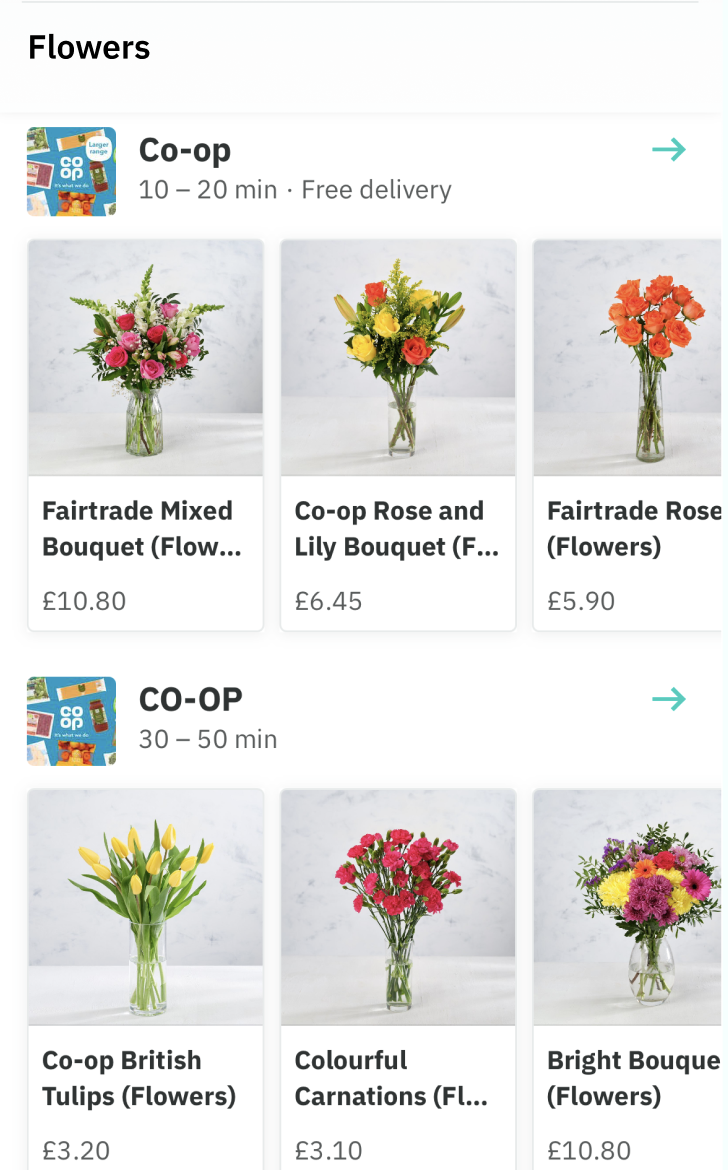 Flowers
Larger
range
CO
OP
It's what we do
Co-op
10 – 20 min · Free delivery
Fairtrade Mixed
Bouquet (Flow...
£10.80
Co-op Rose and
Lily Bouquet (F...
£6.45
Fairtrade Rose
(Flowers)
£5.90
CO
OP
It's what we do
CO-OP
30 – 50 min
Co-op British
Tulips (Flowers)
£3.20
Colourful
Carnations (Fl...
£3.10
Bright Bouque
(Flowers)
£10.80